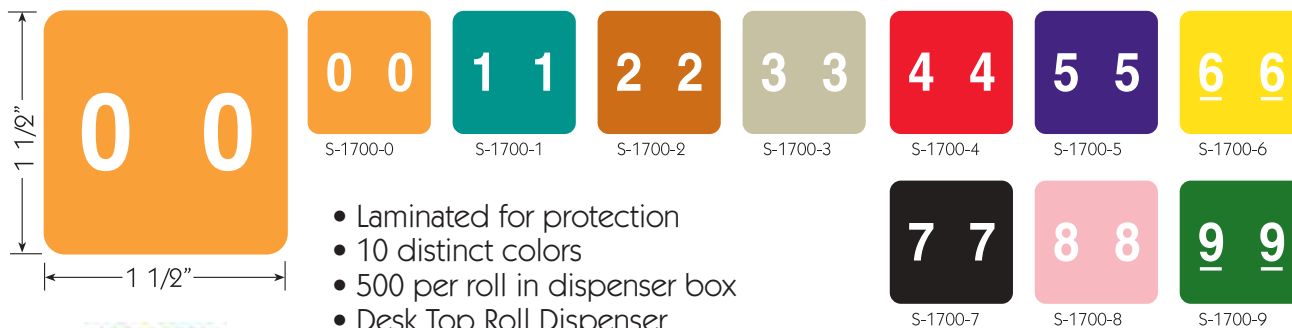 1 1/2”
0 0
1 1/2”
0 0
1 1
2 2
3 3
4 4
5 5
6 6
S-1700-0
S-1700-1
S-1700-2
S-1700-3
S-1700-4
S-1700-5
S-1700-6
• Laminated for protection
• 10 distinct colors
• 500 per roll in dispenser box
• Desk Top Roll Dispenser
7 7
8 8
9 9
S-1700-7
S-1700-8
S-1700-9